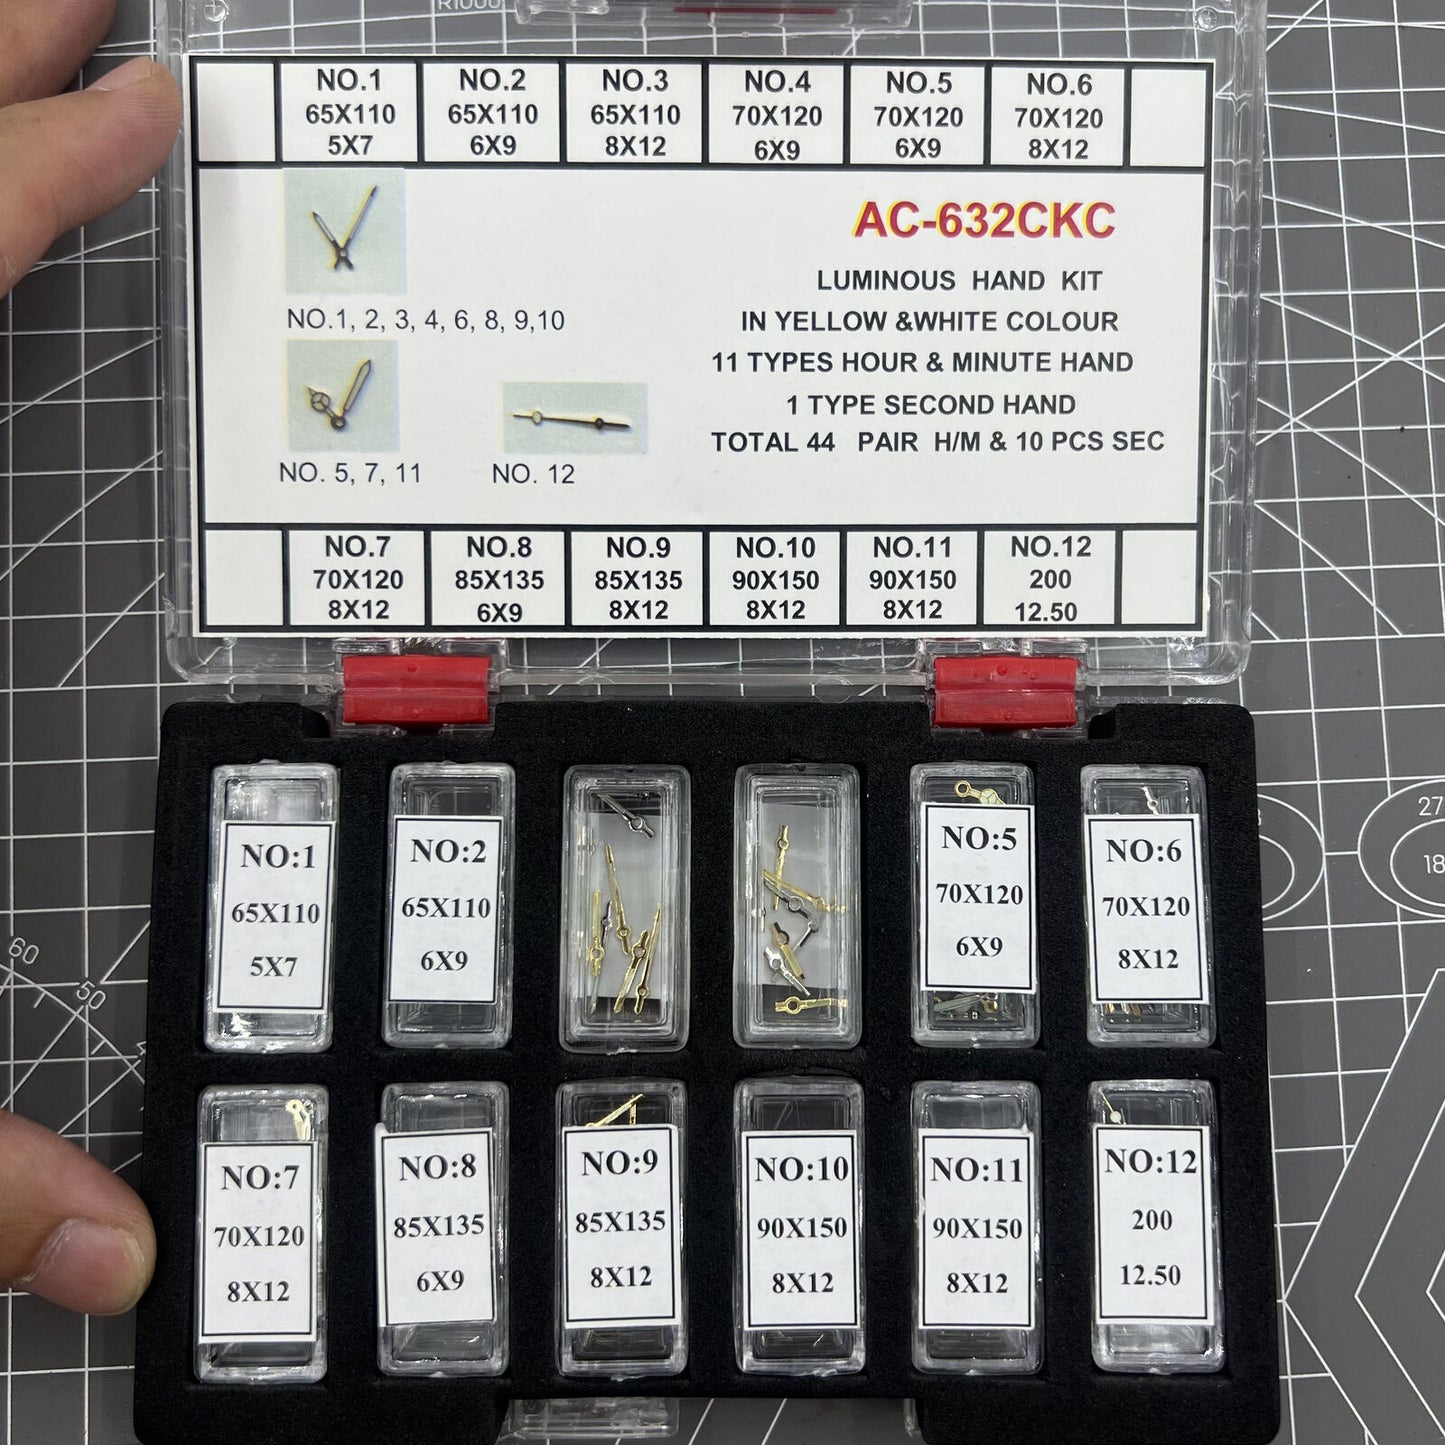 R1000
NO.1
65X110
5X7
NO.2
65X110
6X9
NO.3
65X110
8X12
NO.4
70X120
6X9
NO.5
70X120
6X9
NO.6
70X120
8X12
NO.1, 2, 3, 4, 6, 8, 9,10
NO. 5, 7, 11
NO. 12
AC-632CKC
LUMINOUS HAND KIT
IN YELLOW &WHITE COLOUR
11 TYPES HOUR & MINUTE HAND
1 TYPE SECOND HAND
TOTAL 44 PAIR H/M & 10 PCS SEC
NO.7
70X120
8X12
NO.8
85X135
6X9
NO.9
85X135
8X12
NO.10
90X150
8X12
NO.11
90X150
8X12
NO.12
200
12.50
NO:1
65X110
5X7
NO:2
65X110
6X9
NO:5
70X120
6X9
NO:6
70X120
8X12
NO:7
70X120
8X12
NO:8
85X135
6X9
NO:9
85X135
8X12
NO:10
90X150
8X12
NO:11
90X150
8X12
NO:12
200
12.50
60
50
27
18